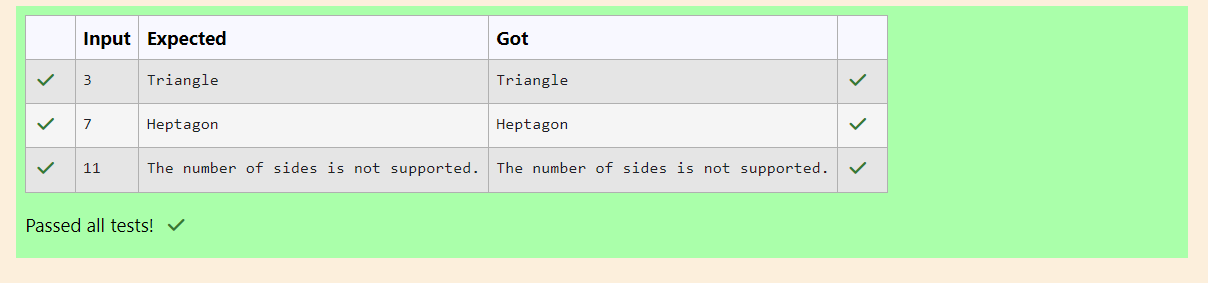 Input Expected Got
3 Triangle Triangle
7 Heptagon Heptagon
11 The number of sides is not supported. The number of sides is not supported.
Passed all tests!